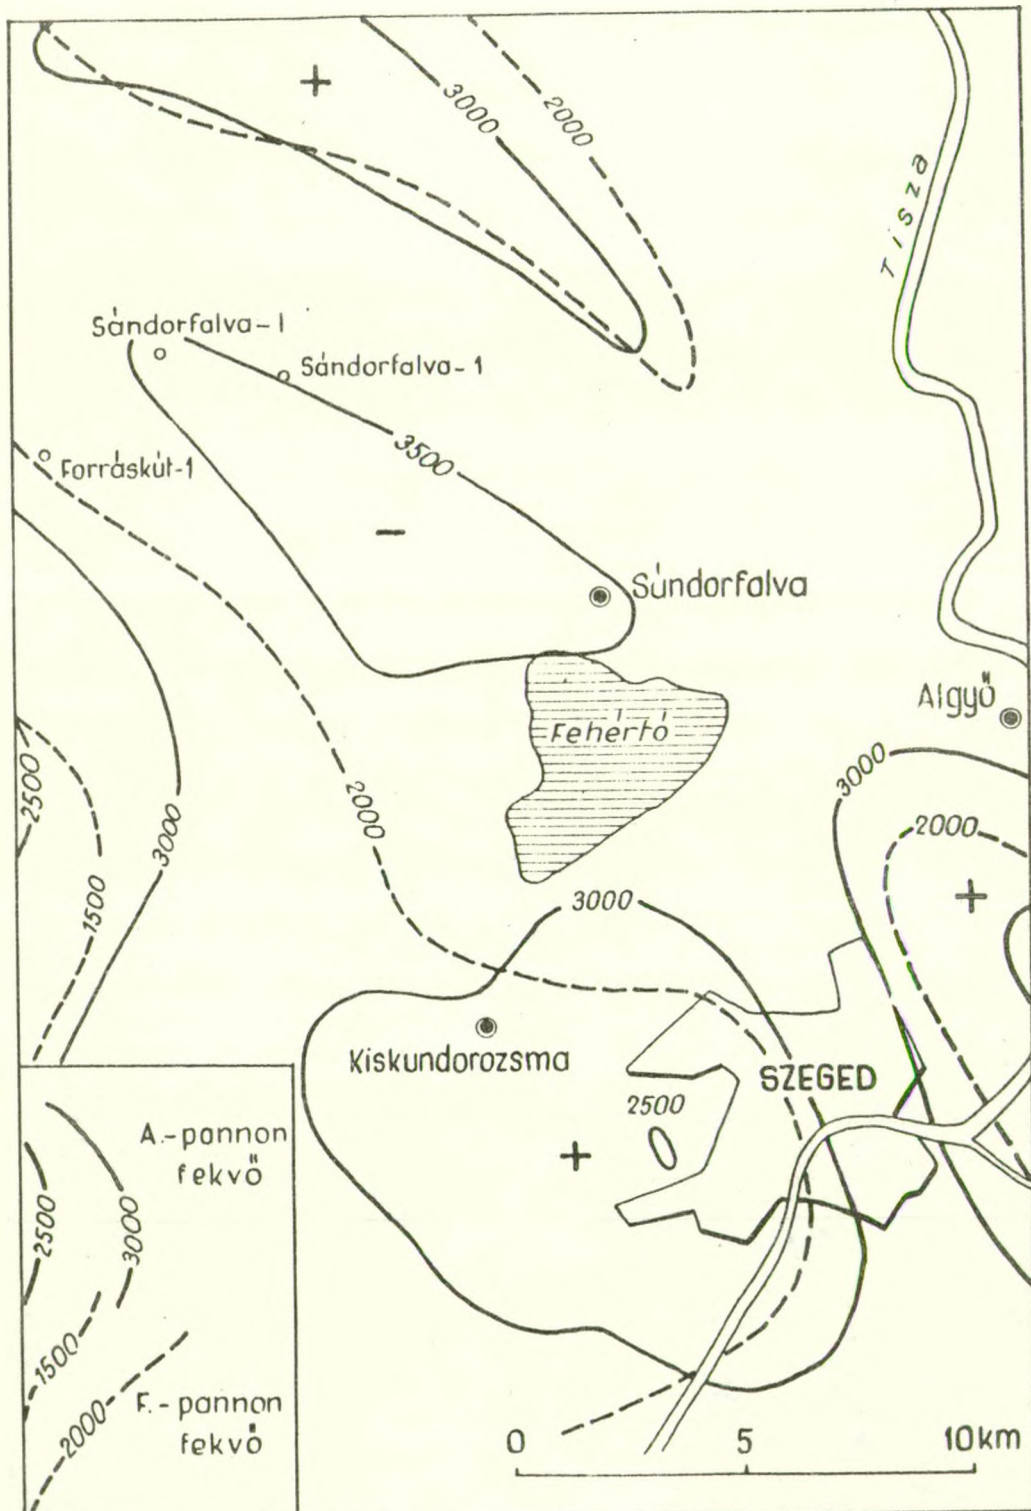 3000
2000
Tisza
Sándorfalva-I
Sándorfalva-1
3500
Forráskút-1
Sándorfalva
Algyő
Fehértó
2500
3000
2000
3000
2000
1500
3000
Kiskundorozsma
SZEGED
2500
A.-pannon
fekvő
2500
3000
1500
2000
F.-pannon
fekvő
0 5 10km